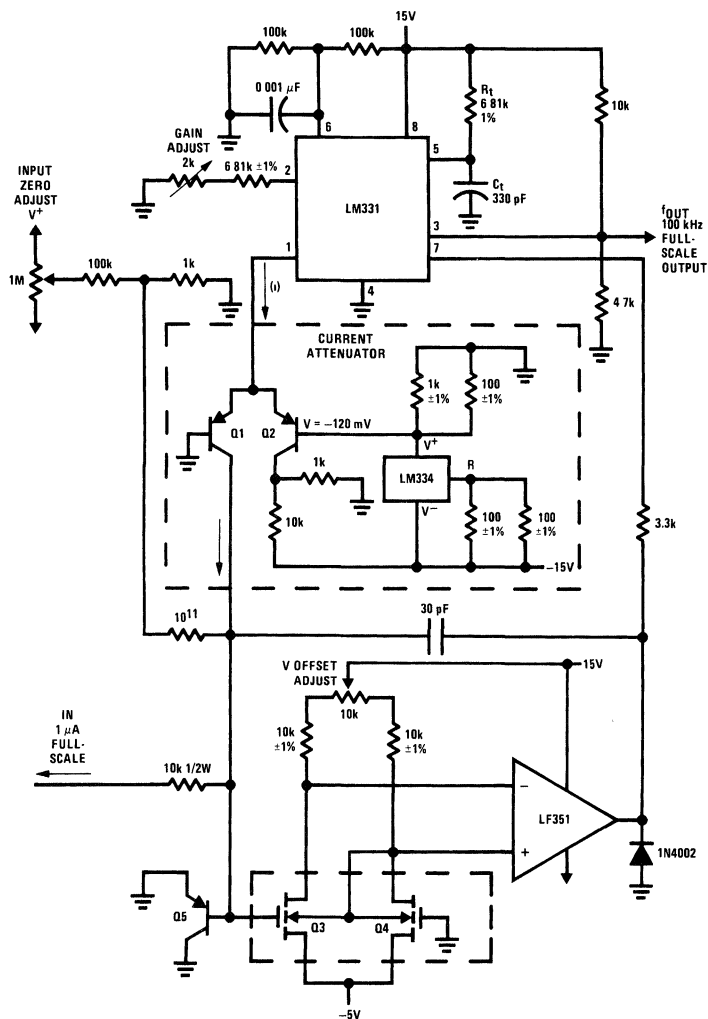 15V
100k
100k
0 001 μF
Rt
6 81k
1%
10k
6
8
5
GAIN
ADJUST
2k
6 81k ±1%
2
LM331
Ct
330 pF
INPUT
ZERO
ADJUST
V+
3
7
fOUT
100 kHz
FULL-
SCALE
OUTPUT
1
4
1M
100k
1k
(i)
4 7k
CURRENT
ATTENUATOR
1k
±1%
100
±1%
Q1
Q2
V = −120 mV
V+
LM334
R
V−
1k
10k
100
±1%
100
±1%
3.3k
−15V
10^11
30 pF
V OFFSET
ADJUST
10k
15V
IN
1 μA
FULL-
SCALE
10k
±1%
10k
±1%
10k 1/2W
−
LF351
+
1N4002
Q5
Q3
Q4
−5V